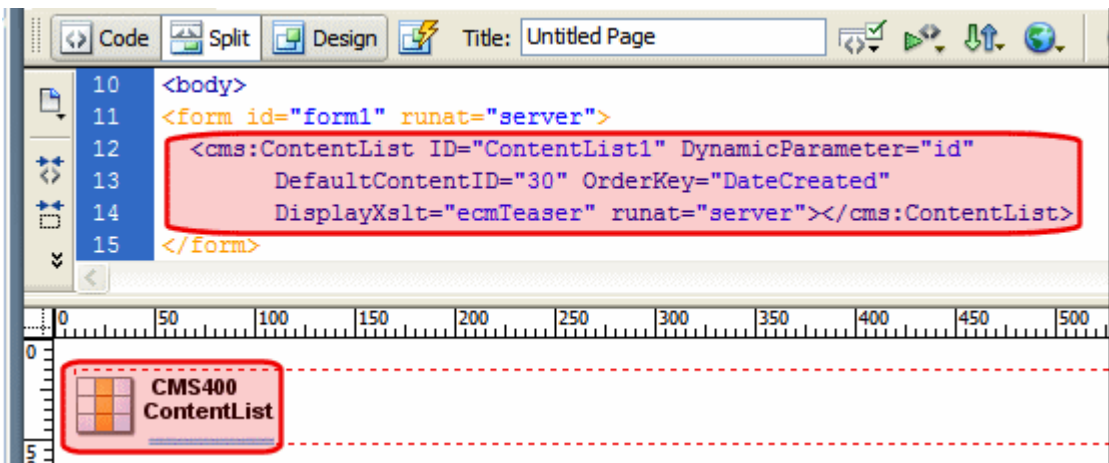 Code Split Design Title: Untitled Page
10 <body>
11 <form id="form1" runat="server">
12 <cms:ContentList ID="ContentList1" DynamicParameter="id"
13 DefaultContentID="30" OrderKey="DateCreated"
14 DisplayXslt="ecmTeaser" runat="server"></cms:ContentList>
15 </form>
0 50 100 150 200 250 300 350 400 450 500
0
CMS400
ContentList
5